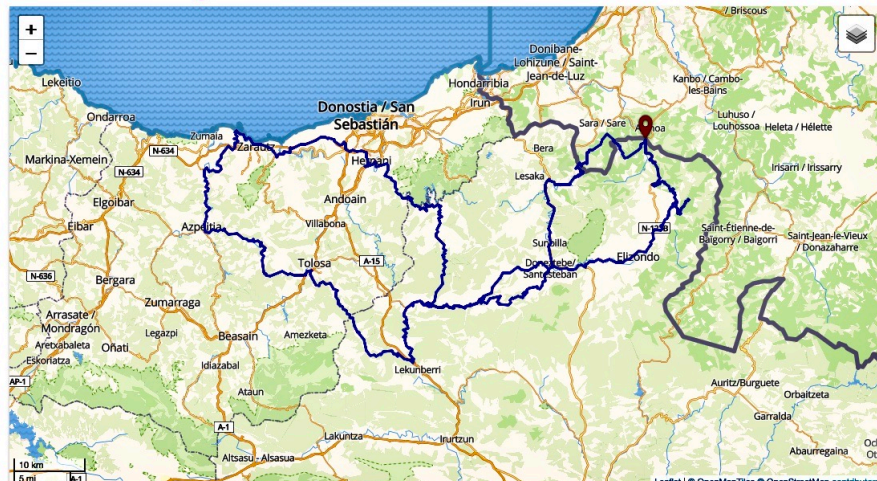 +
−
/ Briscous
Donibane-
Lohizune / Saint-
Jean-de-Luz
Lekeitio
Hondarribia
Irun
Kanbo / Cambo-
les-Bains
Donostia / San
Sebastián
Ondarroa
Luhuso /
Louhossoa
Heleta / Hélette
Sara / Sare
Zumaia
Zarautz
Bera
N-634
Markina-Xemein
Hernani
Irisarri / Irissarry
N-634
Lesaka
Elgoibar
Andoain
Eibar
Azpeitia
Villabona
Saint-Étienne-de-
Baïgorry / Baigorri
Saint-Jean-le-Vieux
/ Donazaharre
Sunbilla
Elizondo
Tolosa
A-15
Doneztebe/
Santesteban
N-636
Bergara
Zumarraga
Arrasate /
Mondragón
Legazpi
Beasain
Amezketa
Aretxabaleta
Oñati
Eskoriatza
Idiazabal
Lekunberri
AP-1
Auritz/Burguete
Ataun
Orbaitzeta
Garralda
A-1
Lakuntza
Irurtzun
Abaurregaina
Altsasu - Alsasua
10 km
5 mi
A-1
Leaflet | © OpenMapTiles © OpenStreetMap contributors